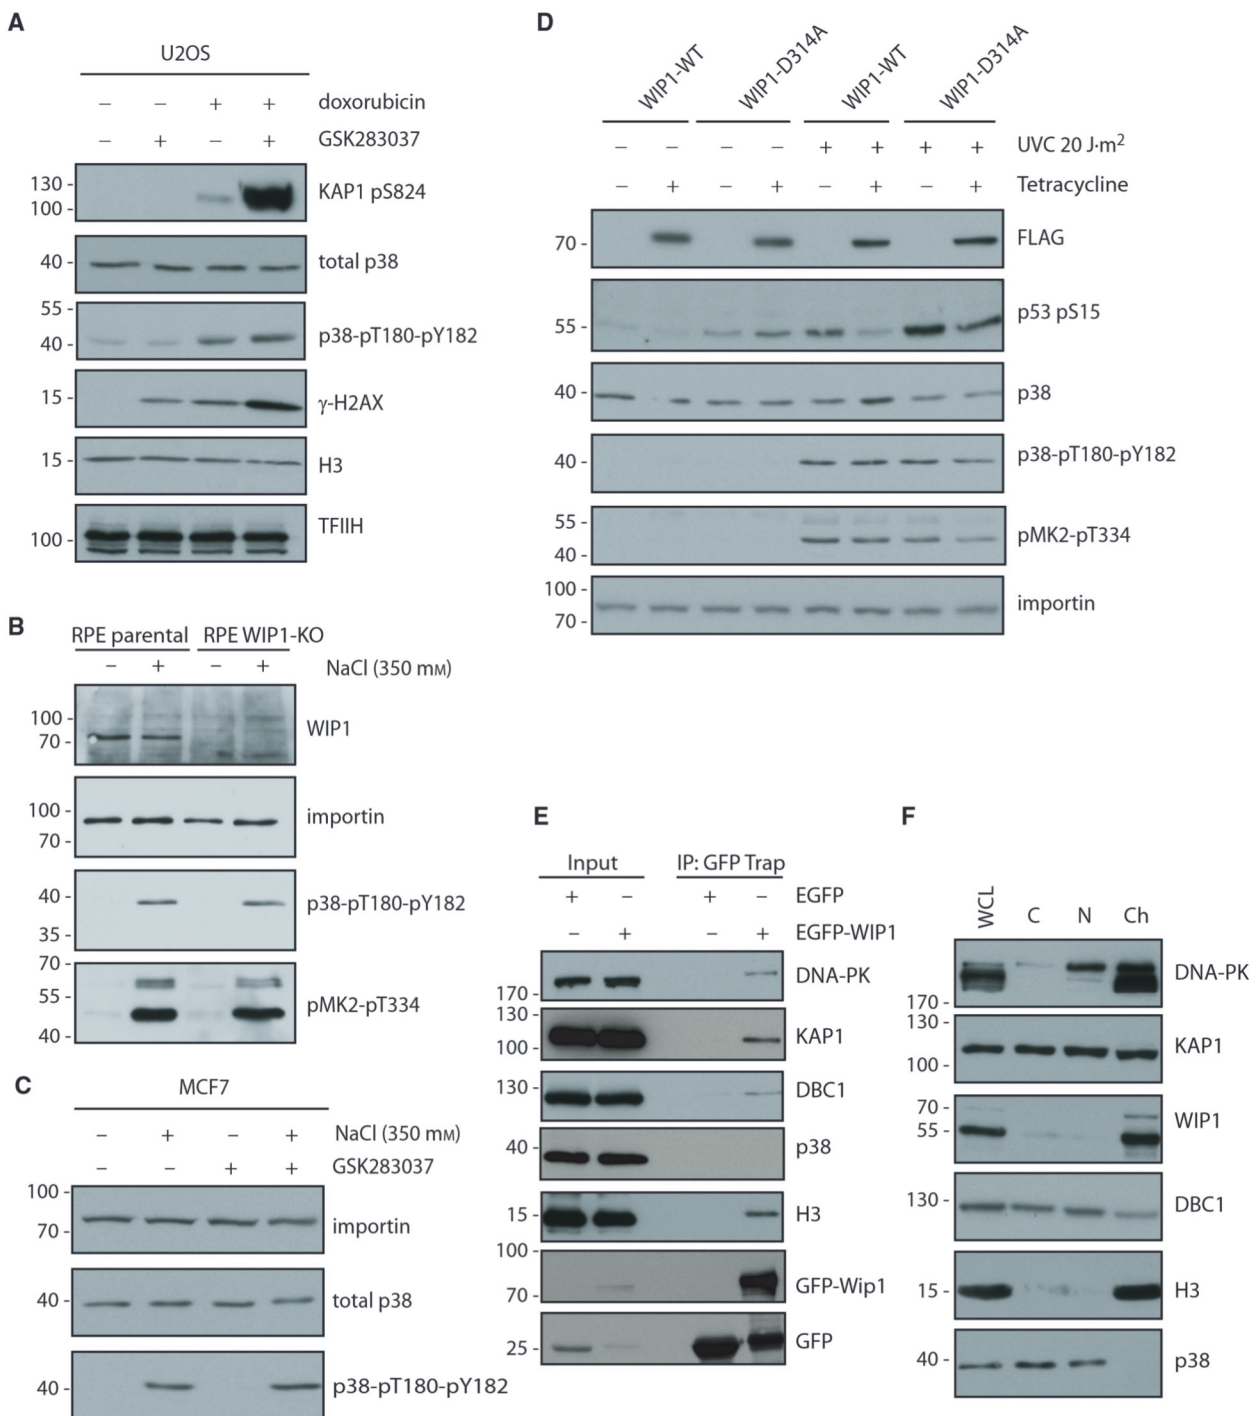 A
U2OS
– – + + doxorubicin
– + – + GSK283037
130 -
100 -
KAP1 pS824
40 -
total p38
55 -
40 -
p38-pT180-pY182
15 -
γ-H2AX
15 -
H3
100 -
TFIIH
B
RPE parental RPE WIP1-KO
– + – + NaCl (350 mM)
100 -
70 -
WIP1
100 -
70 -
importin
40 -
35 -
p38-pT180-pY182
70 -
55 -
40 -
pMK2-pT334
C
MCF7
– + – + NaCl (350 mM)
– – + + GSK283037
100 -
70 -
importin
40 -
total p38
40 -
p38-pT180-pY182
D
WIP1-WT WIP1-D314A WIP1-WT WIP1-D314A
– – – – + + + + UVC 20 J·m2
– + – + – + – + Tetracycline
70 -
FLAG
55 -
p53 pS15
40 -
p38
40 -
p38-pT180-pY182
55 -
40 -
pMK2-pT334
100 -
70 -
importin
E
Input IP: GFP Trap
+ – + – EGFP
– + – + EGFP-WIP1
170 -
DNA-PK
130 -
100 -
KAP1
130 -
DBC1
40 -
p38
15 -
H3
100 -
70 -
GFP-Wip1
25 -
GFP
F
WCL C N Ch
170 -
DNA-PK
130 -
100 -
KAP1
70 -
55 -
WIP1
130 -
DBC1
15 -
H3
40 -
p38